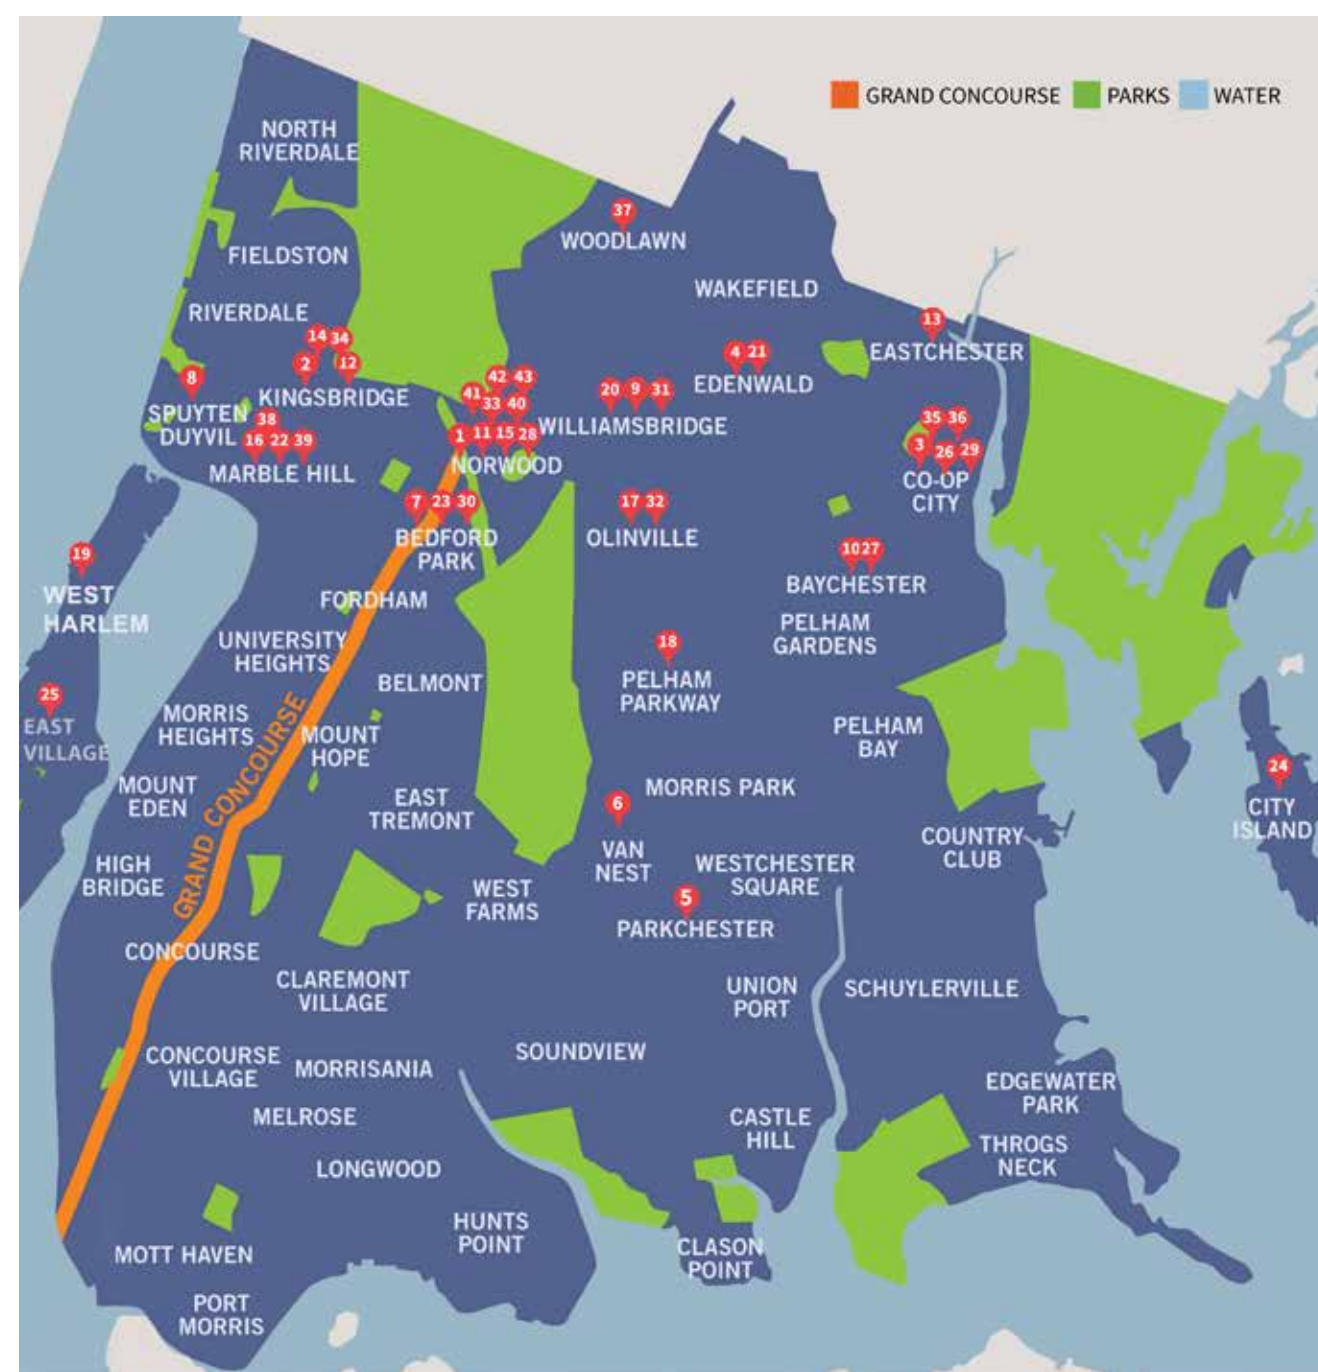 GRAND CONCOURSE
PARKS
WATER
NORTH
RIVERDALE
37
WOODLAWN
FIELDSTON
WAKEFIELD
RIVERDALE
13
EASTCHESTER
14
34
2
12
KINGSBRIDGE
8
SPUYTEN
DUYVIL
38
16
22
39
MARBLE HILL
42
43
41
33
40
1
11
15
28
NORWOOD
20
9
31
WILLIAMSBRIDGE
4
21
EDENWALD
35
36
3
26
29
CO-OP
CITY
7
23
30
BEDFORD
PARK
17
32
OLINVILLE
10
27
BAYCHESTER
19
WEST
HARLEM
FORDHAM
UNIVERSITY
HEIGHTS
PELHAM
GARDENS
18
PELHAM
PARKWAY
BELMONT
25
EAST
VILLAGE
MORRIS
HEIGHTS
GRAND CONCOURSE
MOUNT
HOPE
PELHAM
BAY
24
CITY
ISLAND
MOUNT
EDEN
EAST
TREMONT
MORRIS PARK
6
VAN
NEST
COUNTRY
CLUB
HIGH
BRIDGE
WESTCHESTER
SQUARE
WEST
FARMS
5
PARKCHESTER
CONCOURSE
CLAREMONT
VILLAGE
UNION
PORT
SCHUYLERVILLE
CONCOURSE
VILLAGE
MORRISANIA
SOUNDVIEW
EDGEWATER
PARK
MELROSE
CASTLE
HILL
THROGS
NECK
LONGWOOD
HUNTS
POINT
MOTT HAVEN
CLASON
POINT
PORT
MORRIS